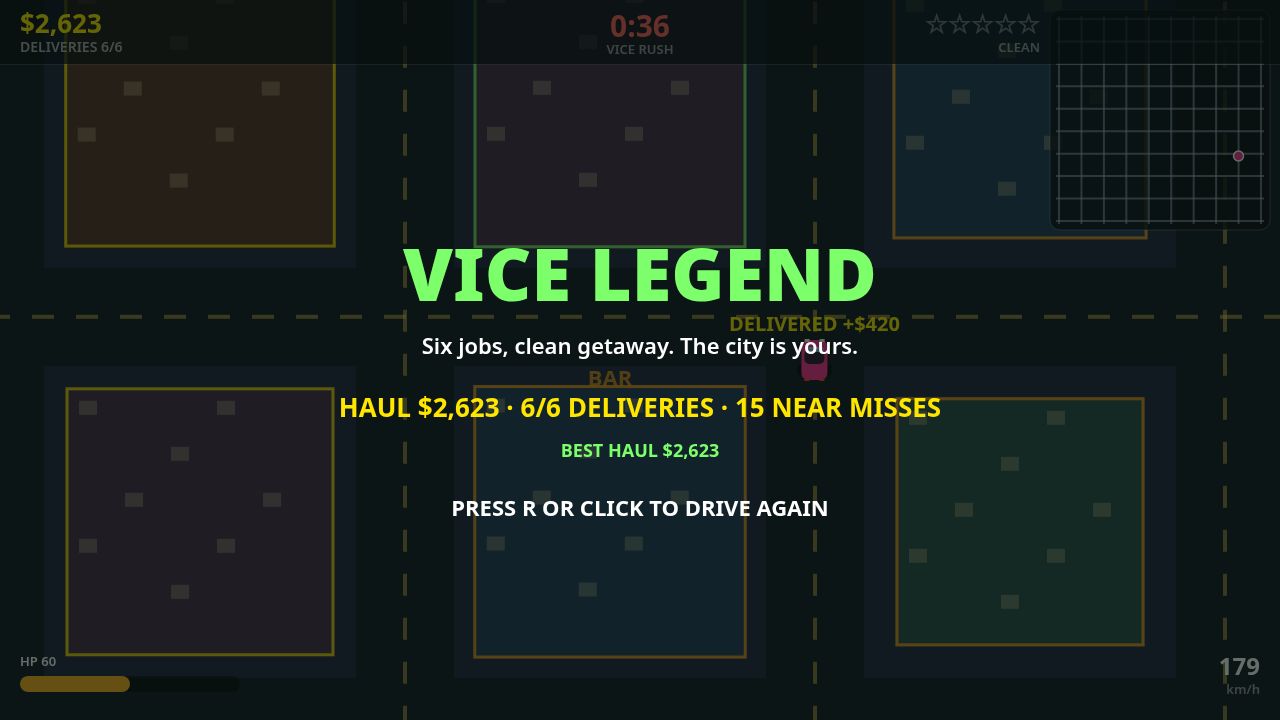 $2,623
DELIVERIES 6/6
0:36
VICE RUSH
☆☆☆☆☆
CLEAN
VICE LEGEND
DELIVERED +$420
Six jobs, clean getaway. The city is yours.
BAR
HAUL $2,623 · 6/6 DELIVERIES · 15 NEAR MISSES
BEST HAUL $2,623
PRESS R OR CLICK TO DRIVE AGAIN
HP 60
179
km/h